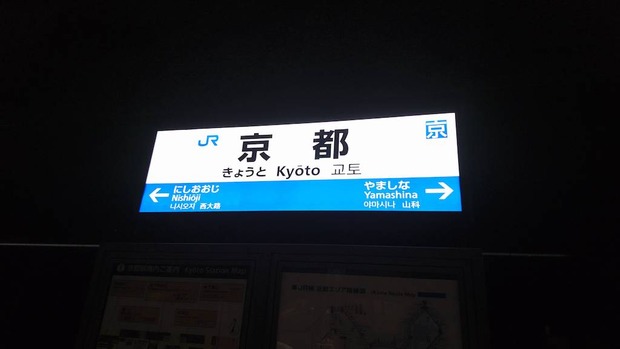 JR 京都 京
きょうと Kyōto 교토
← にしおおじ やましな →
Nishiōji Yamashina
니시오지 西大路 야마시나 山科